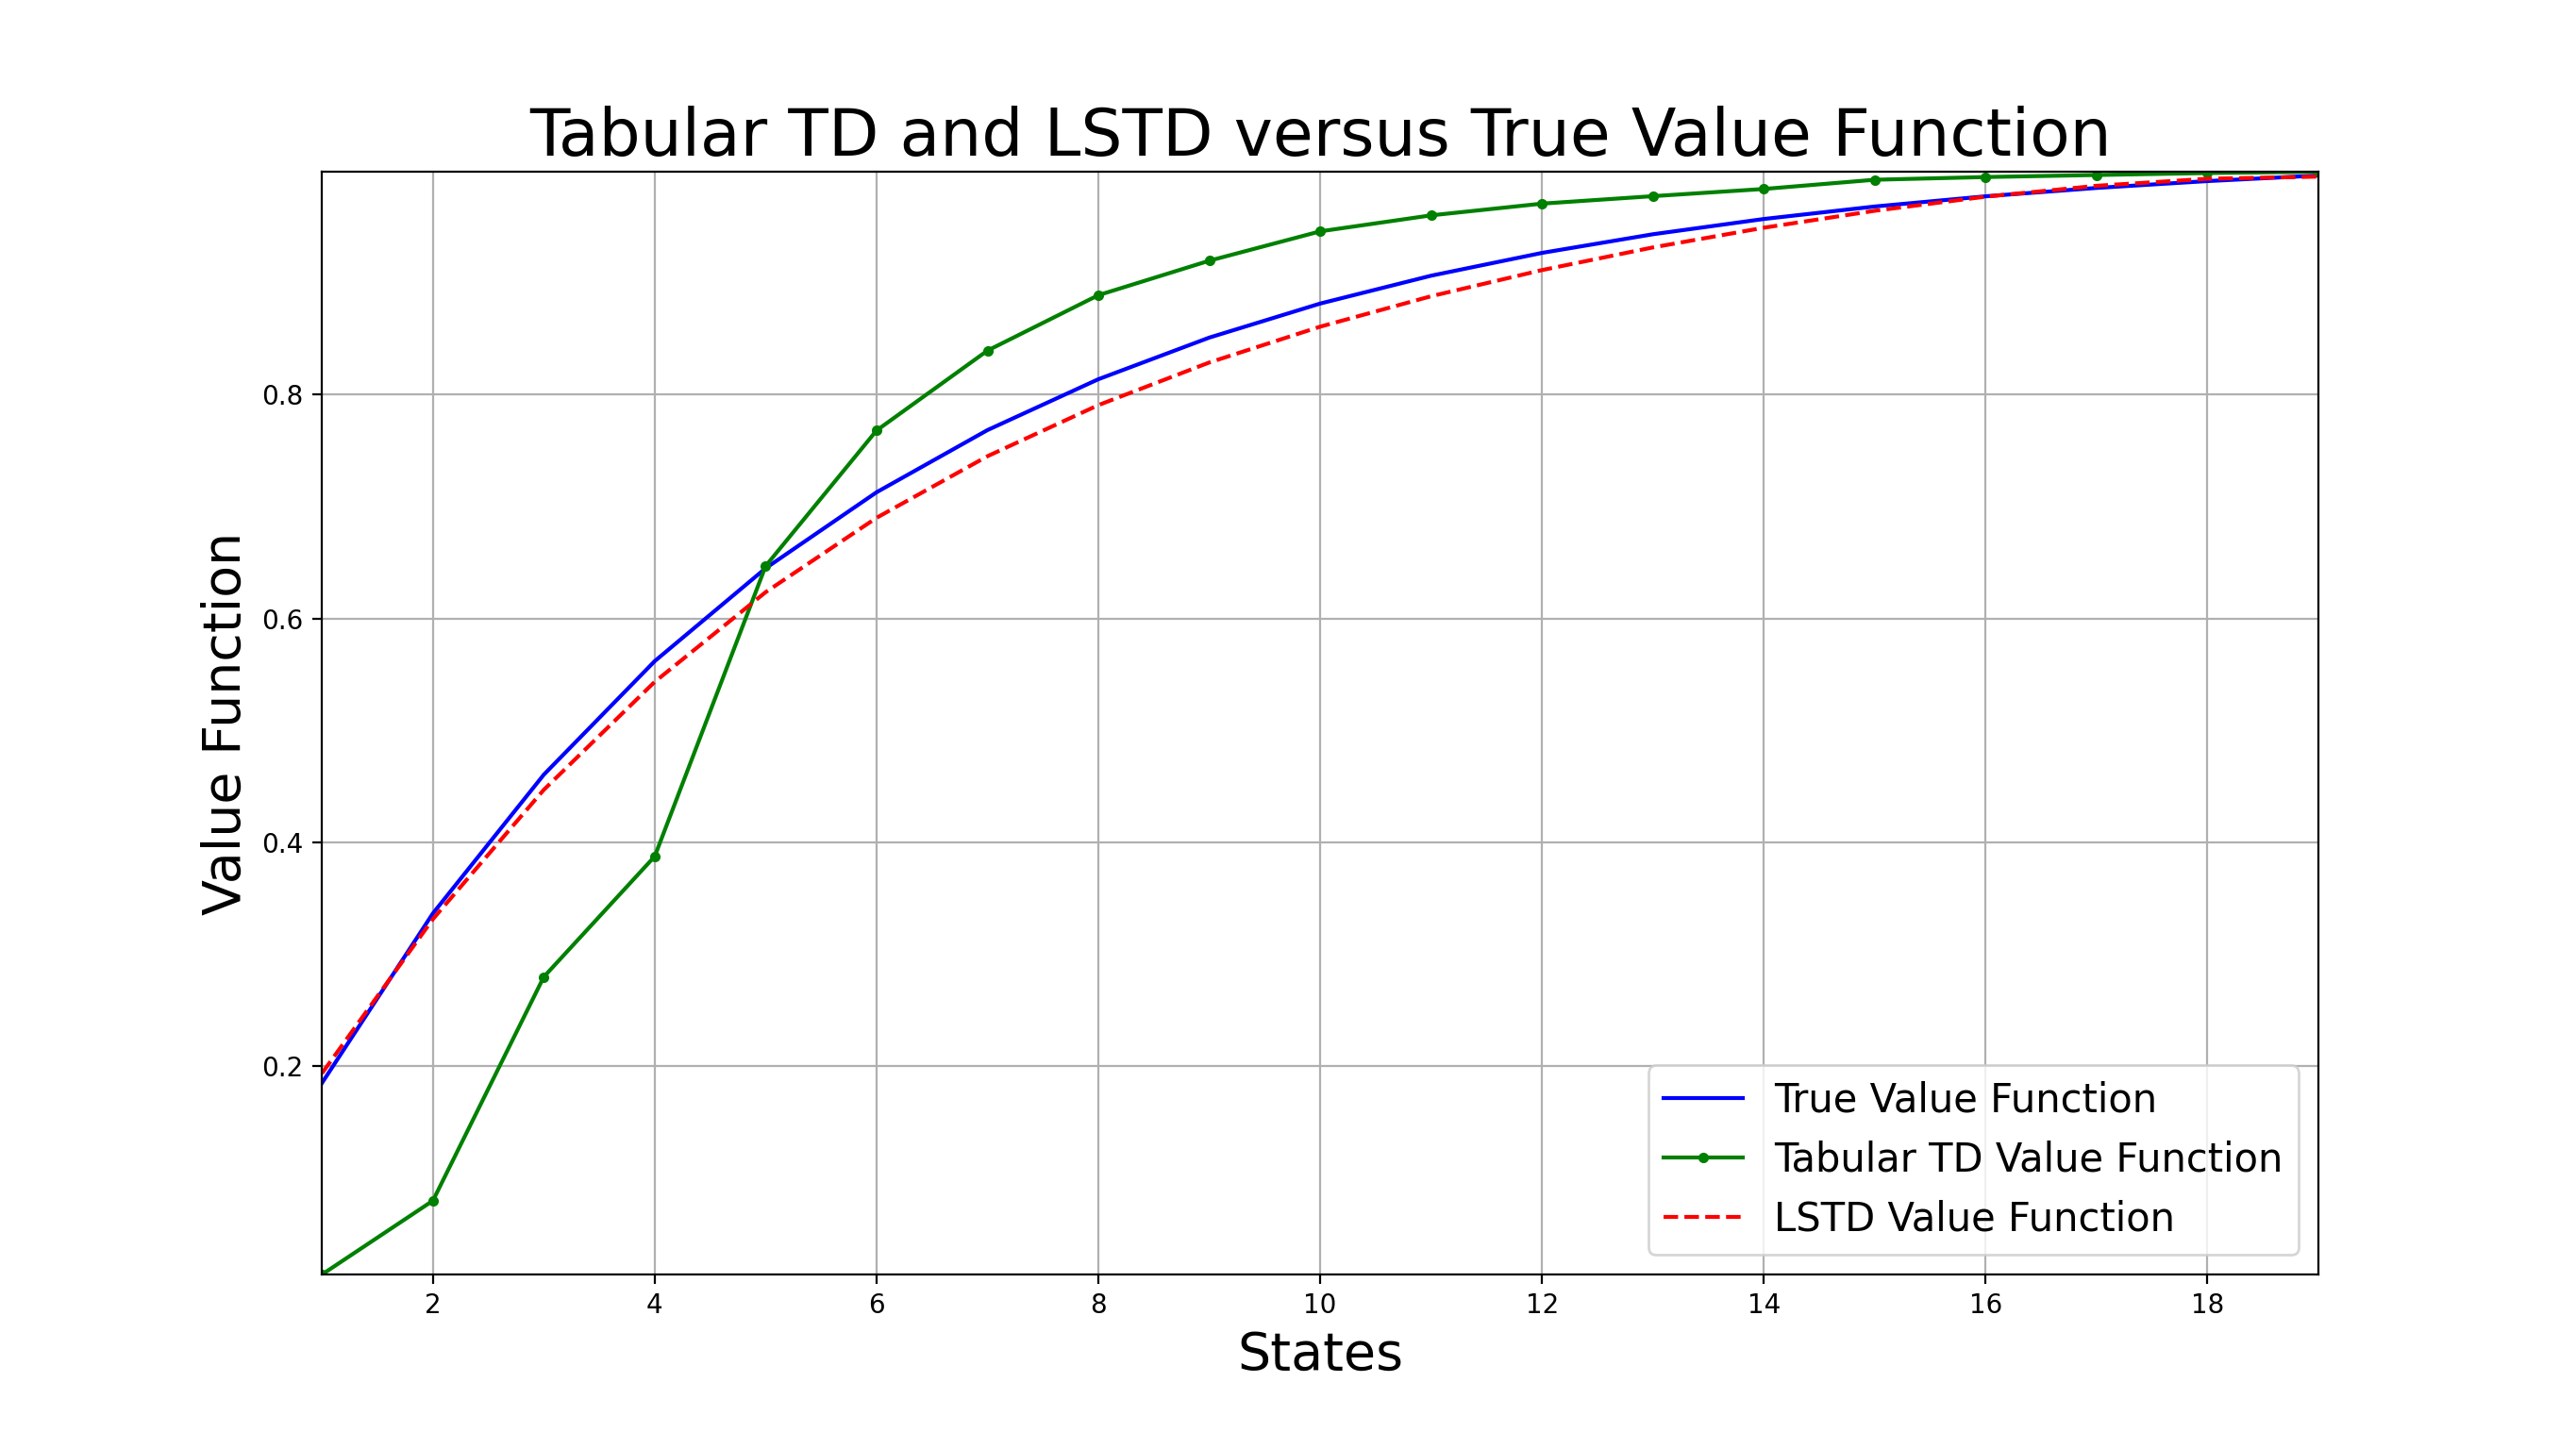 Tabular TD and LSTD versus True Value Function
Value Function
0.8
0.6
0.4
0.2
2 4 6 8 10 12 14 16 18
States
True Value Function
Tabular TD Value Function
LSTD Value Function